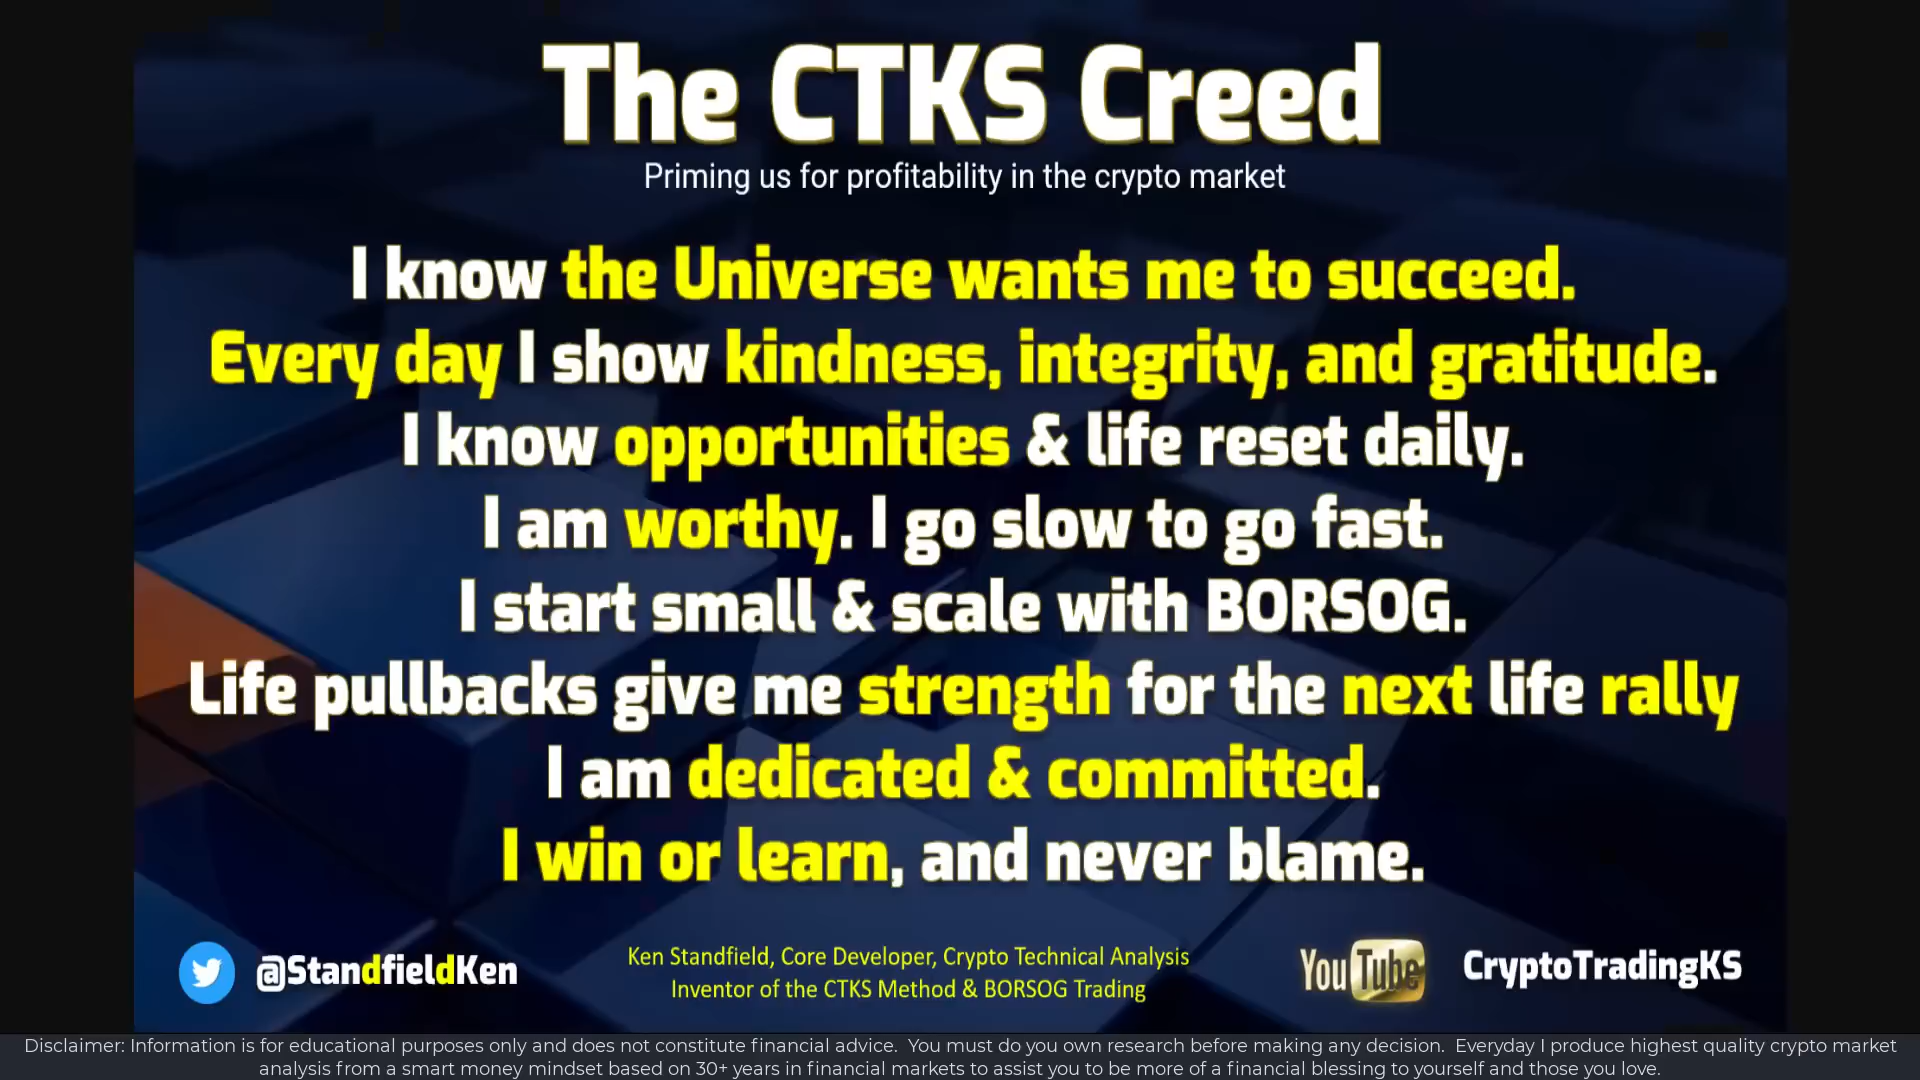 The CTKS Creed
Priming us for profitability in the crypto market
I know the Universe wants me to succeed.
Every day I show kindness, integrity, and gratitude.
I know opportunities & life reset daily.
I am worthy. I go slow to go fast.
I start small & scale with BORSOG.
Life pullbacks give me strength for the next life rally
I am dedicated & committed.
I win or learn, and never blame.
@StandfieldKen
Ken Standfield, Core Developer, Crypto Technical Analysis
Inventor of the CTKS Method & BORSOG Trading
YouTube
CryptoTradingKS
Disclaimer: Information is for educational purposes only and does not constitute financial advice.  You must do you own research before making any decision.  Everyday I produce highest quality crypto market
analysis from a smart money mindset based on 30+ years in financial markets to assist you to be more of a financial blessing to yourself and those you love.